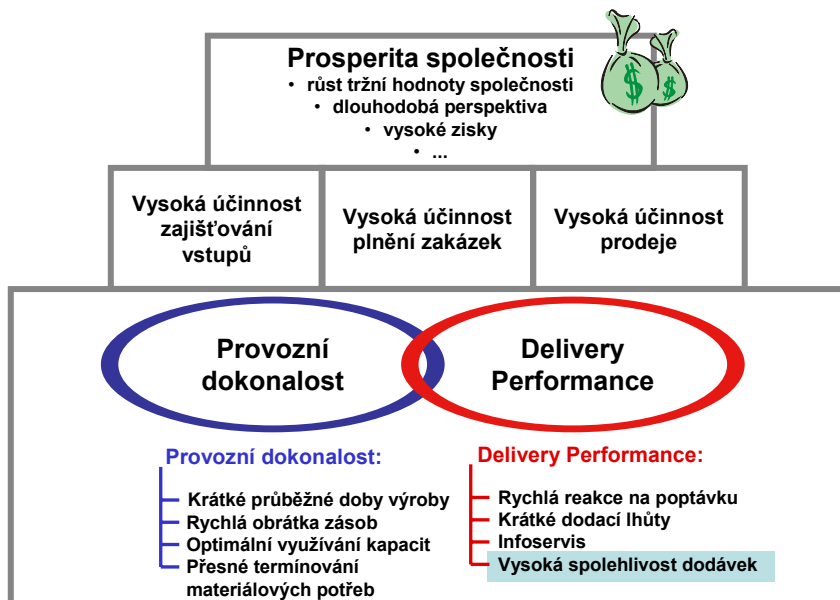 Prosperita společnosti
• růst tržní hodnoty společnosti
• dlouhodobá perspektiva
• vysoké zisky
• ...
$
$
Vysoká účinnost
zajišťování
vstupů
Vysoká účinnost
plnění zakázek
Vysoká účinnost
prodeje
Provozní
dokonalost
Delivery
Performance
Provozní dokonalost:
Krátké průběžné doby výroby
Rychlá obrátka zásob
Optimální využívání kapacit
Přesné termínování
materiálových potřeb
Delivery Performance:
Rychlá reakce na poptávku
Krátké dodací lhůty
Infoservis
Vysoká spolehlivost dodávek